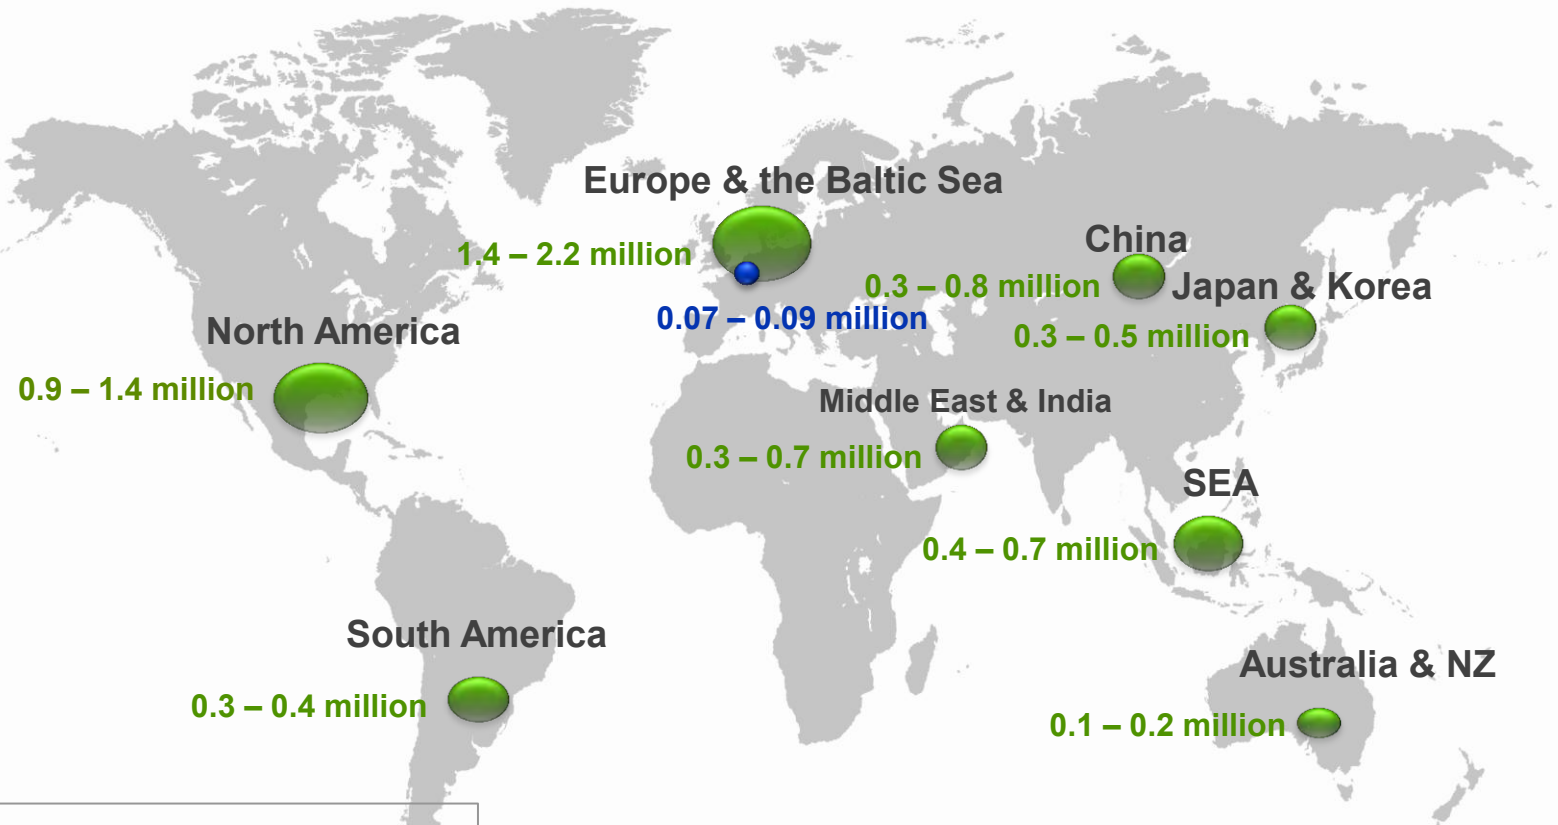 Europe & the Baltic Sea
1.4 – 2.2 million
0.07 – 0.09 million
China
0.3 – 0.8 million
Japan & Korea
0.3 – 0.5 million
North America
0.9 – 1.4 million
Middle East & India
0.3 – 0.7 million
SEA
0.4 – 0.7 million
South America
0.3 – 0.4 million
Australia & NZ
0.1 – 0.2 million